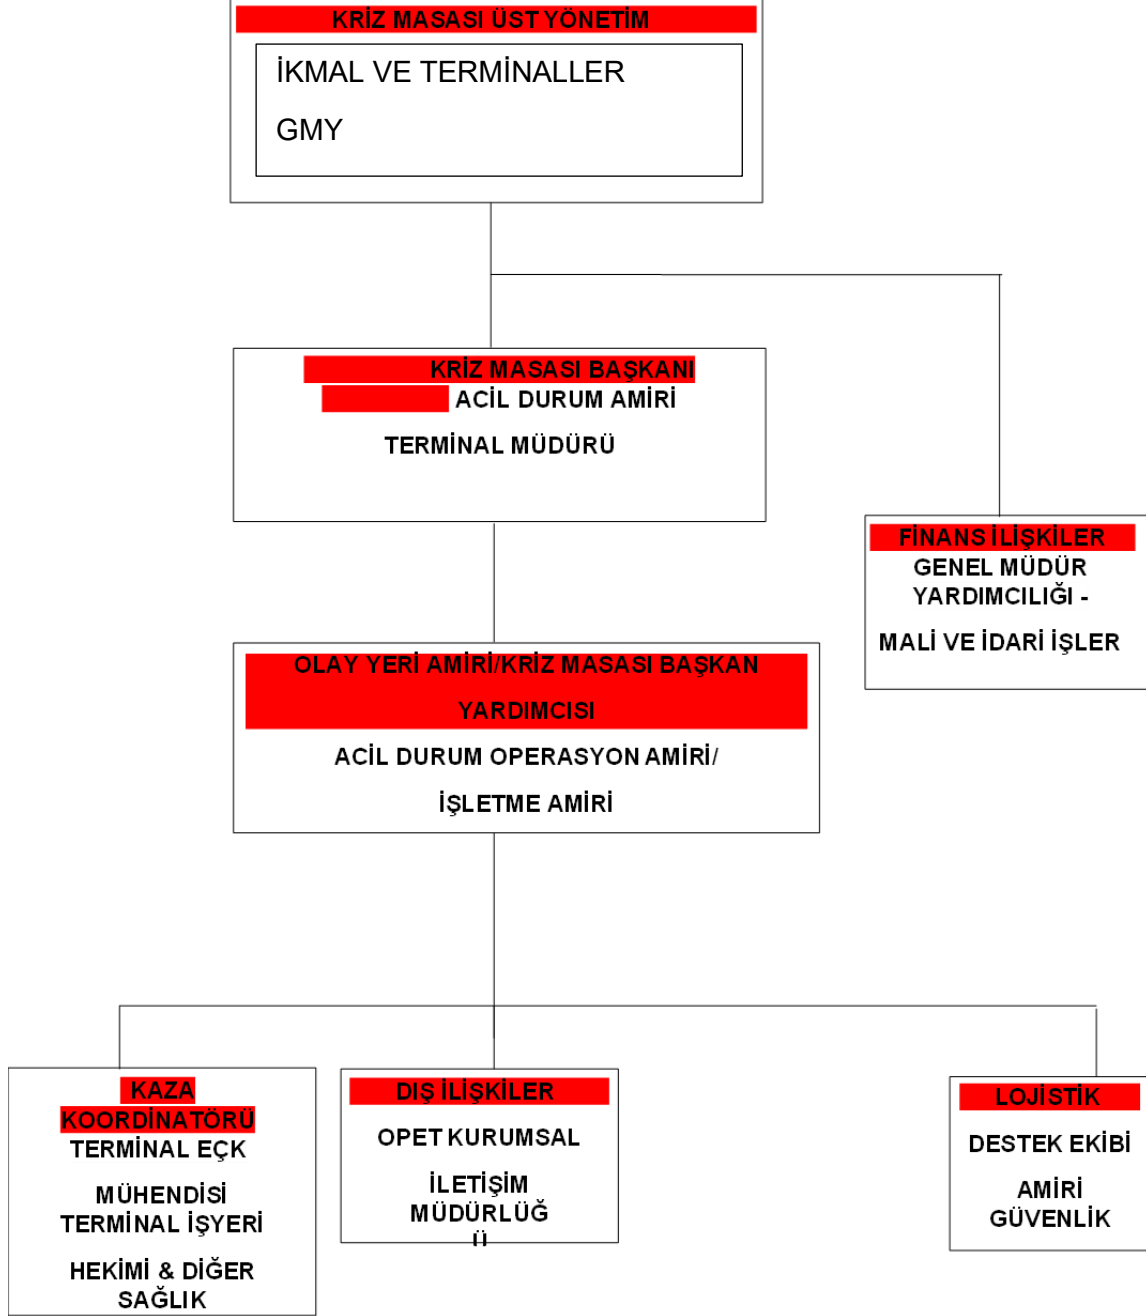 KRİZ MASASI ÜST YÖNETİM
İKMAL VE TERMİNALLER
GMY
KRİZ MASASI BAŞKANI
ACİL DURUM AMİRİ
TERMİNAL MÜDÜRÜ
FİNANS İLİŞKİLER
GENEL MÜDÜR
YARDIMCILIĞI -
MALİ VE İDARİ İŞLER
OLAY YERİ AMİRİ/KRİZ MASASI BAŞKAN
YARDIMCISI
ACİL DURUM OPERASYON AMİRİ/
İŞLETME AMİRİ
KAZA
KOORDİNATÖRÜ
TERMİNAL EÇK
MÜHENDİSİ
TERMİNAL İŞYERİ
HEKİMİ & DİĞER
SAĞLIK
DIŞ İLİŞKİLER
OPET KURUMSAL
İLETİŞİM
MÜDÜRLÜĞ
Ü
LOJİSTİK
DESTEK EKİBİ
AMİRİ
GÜVENLİK